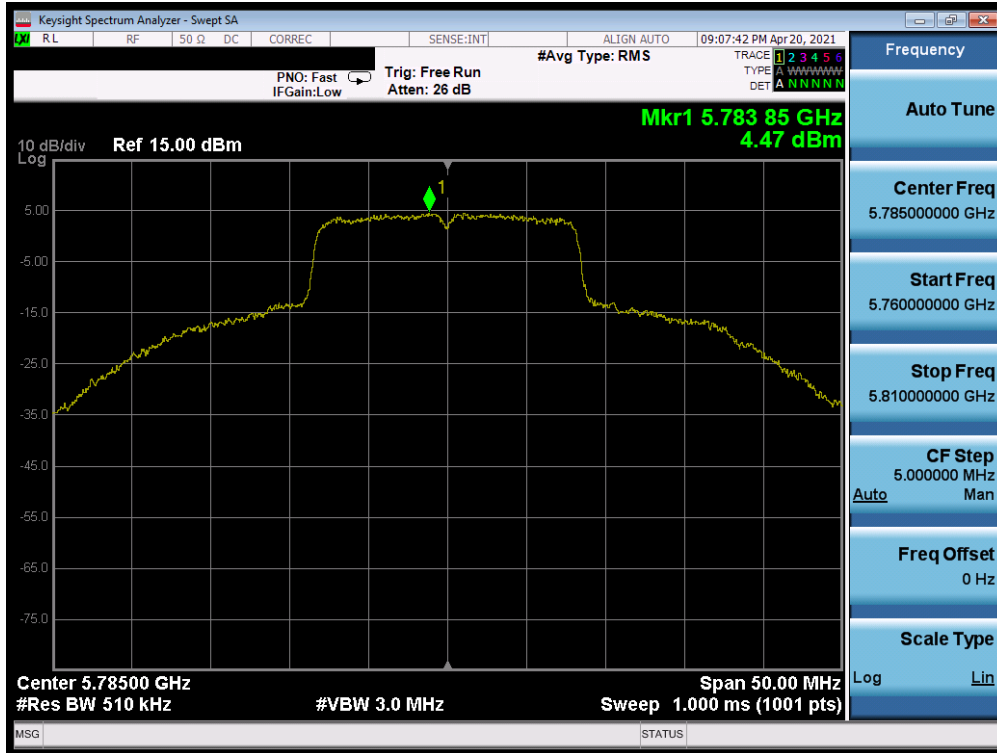 Keysight Spectrum Analyzer - Swept SA
LXI RL RF 50 Ω DC CORREC SENSE:INT ALIGN AUTO 09:07:42 PM Apr 20, 2021
#Avg Type: RMS TRACE 1 2 3 4 5 6
PNO: Fast Trig: Free Run TYPE A WWWWW
IFGain:Low Atten: 26 dB DET A N N N N N
Mkr1 5.783 85 GHz
10 dB/div Ref 15.00 dBm 4.47 dBm
Log
1
5.00
-5.00
-15.0
-25.0
-35.0
-45.0
-55.0
-65.0
-75.0
Center 5.78500 GHz Span 50.00 MHz
#Res BW 510 kHz #VBW 3.0 MHz Sweep 1.000 ms (1001 pts)
MSG STATUS
Frequency
Auto Tune
Center Freq
5.785000000 GHz
Start Freq
5.760000000 GHz
Stop Freq
5.810000000 GHz
CF Step
5.000000 MHz
Auto Man
Freq Offset
0 Hz
Scale Type
Log Lin